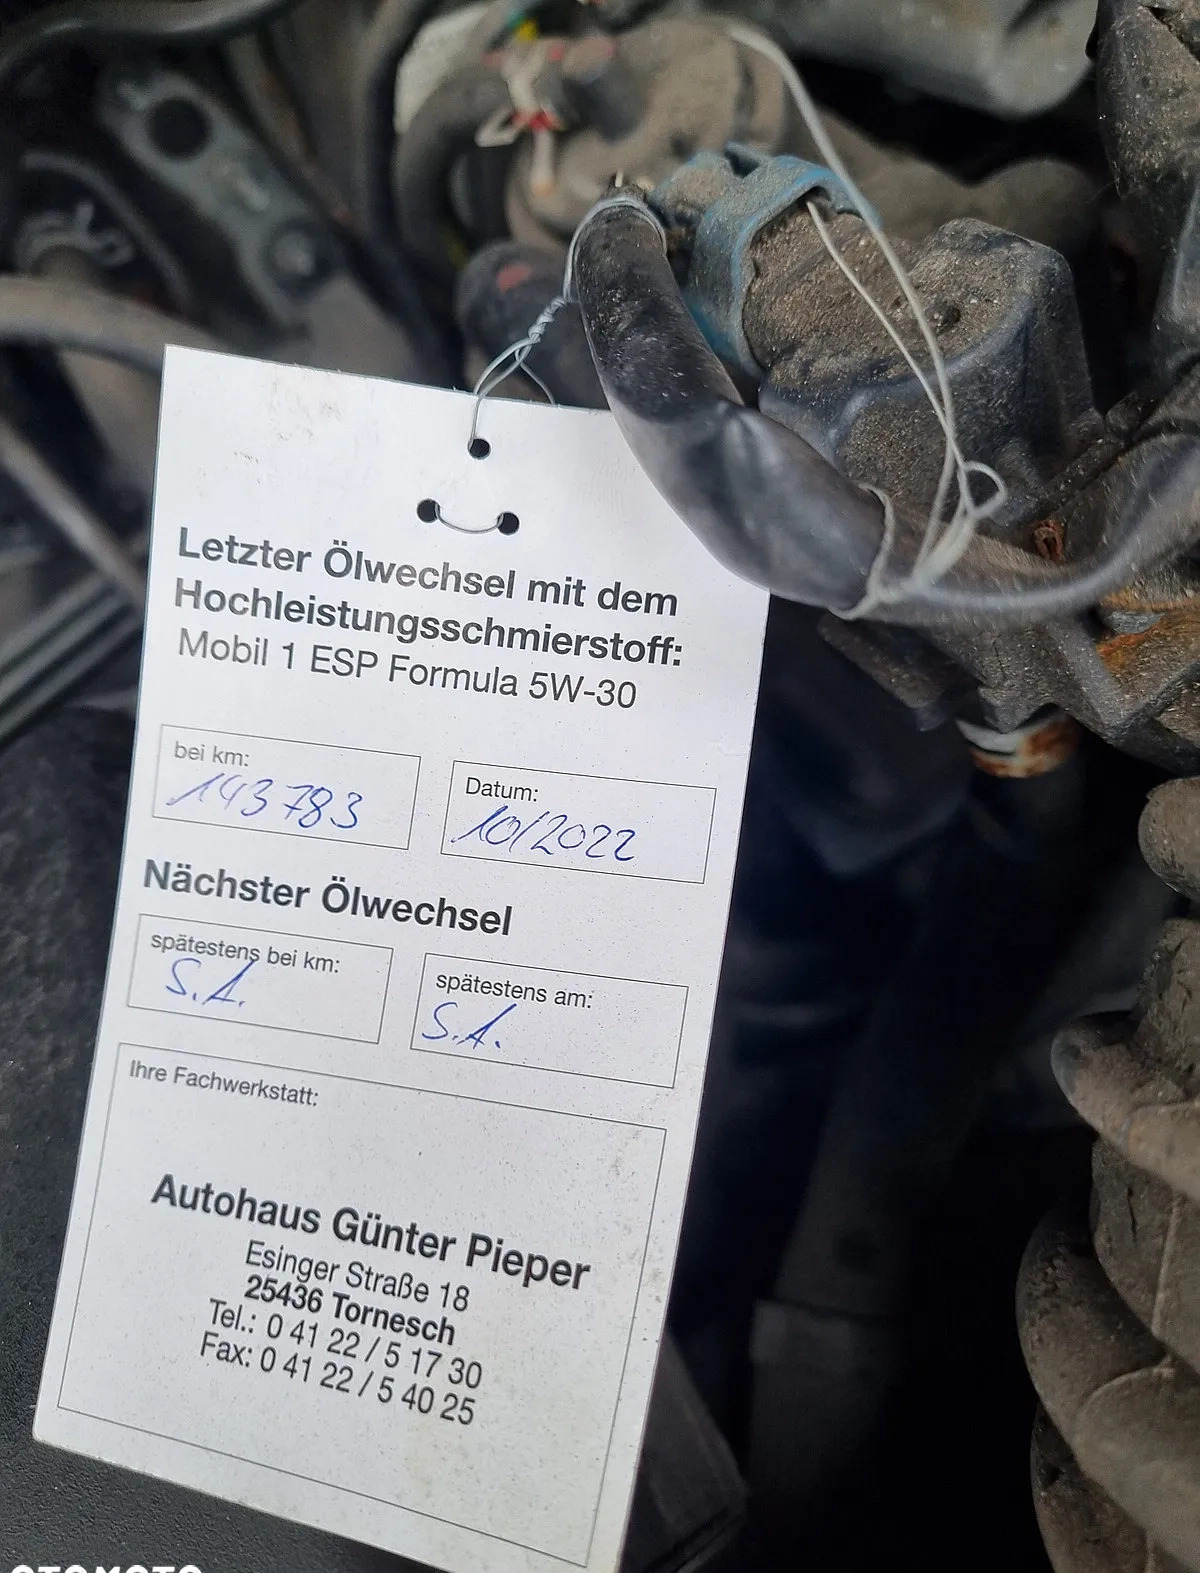 Letzter Ölwechsel mit dem
Hochleistungsschmierstoff:
Mobil 1 ESP Formula 5W-30
bei km:
143783
Datum:
10/2022
Nächster Ölwechsel
spätestens bei km:
S.A.
spätestens am:
S.A.
Ihre Fachwerkstatt:
Autohaus Günter Pieper
Esinger Straße 18
25436 Tornesch
Tel.: 0 41 22 / 5 17 30
Fax: 0 41 22 / 5 40 25
OTOMOTO